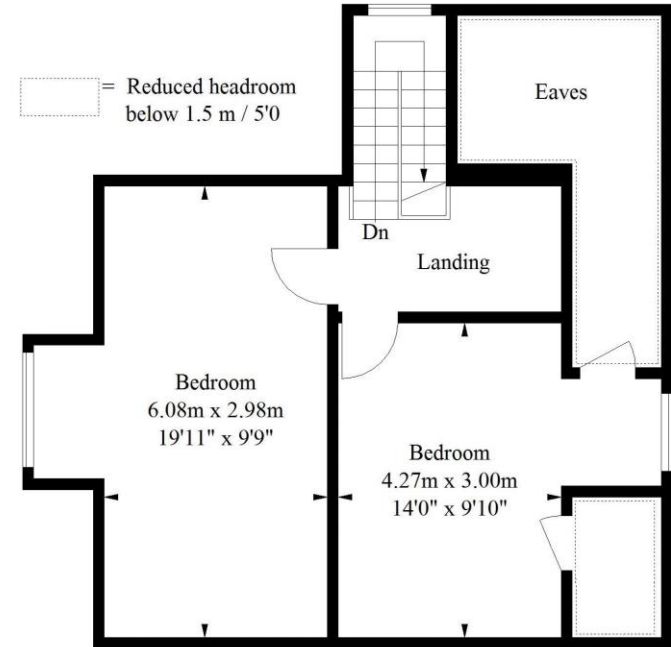 = Reduced headroom
below 1.5 m / 5'0
Eaves
Dn
Landing
Bedroom
6.08m x 2.98m
19'11" x 9'9"
Bedroom
4.27m x 3.00m
14'0" x 9'10"